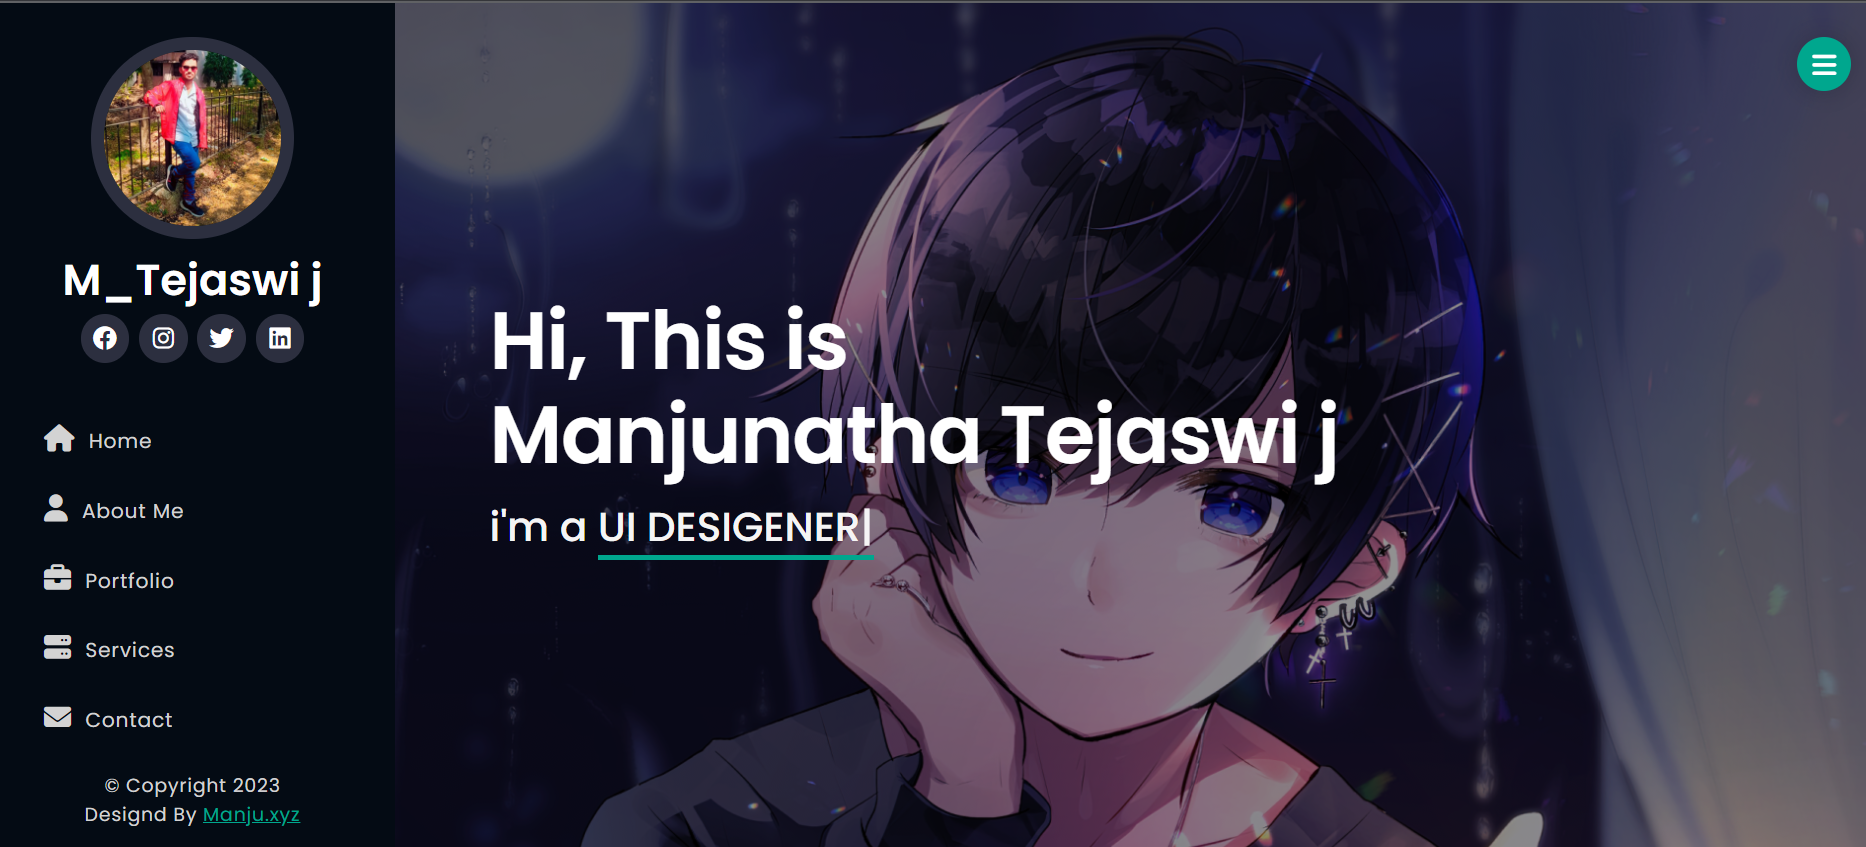 M_Tejaswi j
Home
About Me
Portfolio
Services
Contact
© Copyright 2023
Designd By Manju.xyz
Hi, This is
Manjunatha Tejaswi j
i'm a UI DESIGENER|